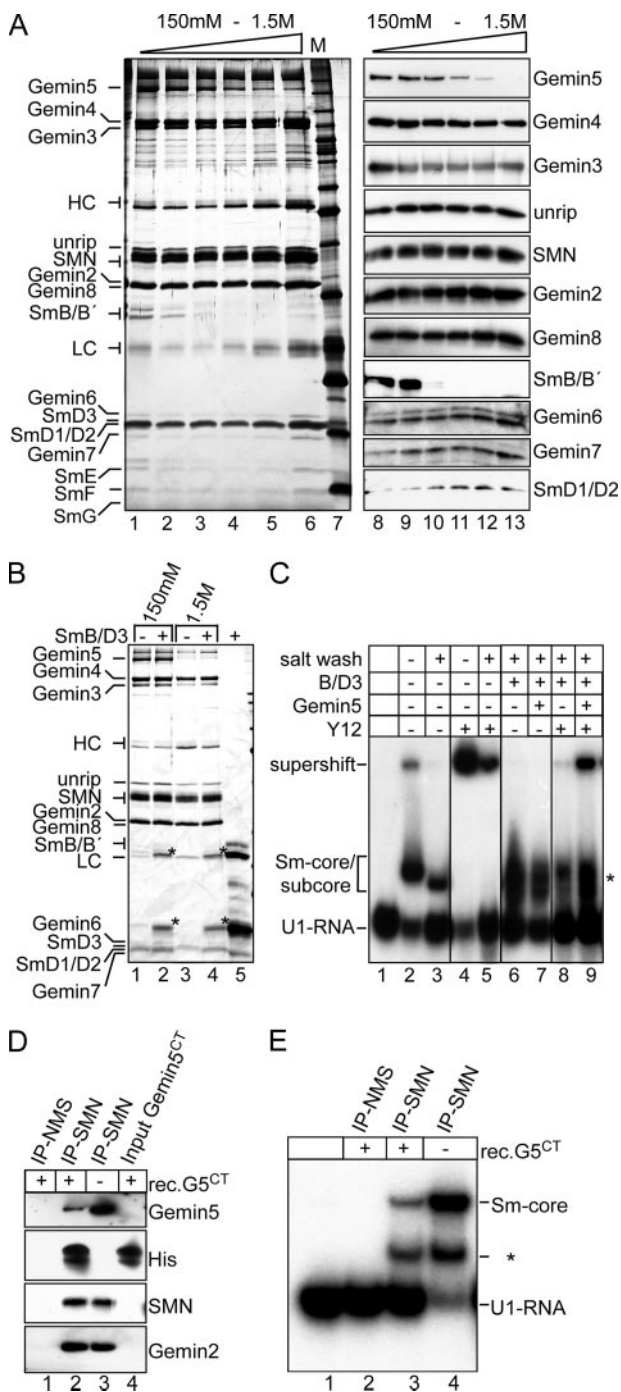 A
150mM - 1.5M
M
Gemin5
Gemin4
Gemin3
HC
unrip
SMN
Gemin2
Gemin8
SmB/B´
LC
Gemin6
SmD3
SmD1/D2
Gemin7
SmE
SmF
SmG
1 2 3 4 5 6 7
150mM - 1.5M
Gemin5
Gemin4
Gemin3
unrip
SMN
Gemin2
Gemin8
SmB/B´
Gemin6
Gemin7
SmD1/D2
8 9 10 11 12 13
B
150mM 1.5M
SmB/D3 - + - + +
Gemin5
Gemin4
Gemin3
HC
unrip
SMN
Gemin2
Gemin8
SmB/B´
LC
* *
Gemin6
* *
SmD3
SmD1/D2
Gemin7
1 2 3 4 5
C
salt wash - + - + + + + +
B/D3 + + + +
Gemin5 + +
Y12 - - + + - - + +
supershift
Sm-core/
subcore
*
U1-RNA
1 2 3 4 5 6 7 8 9
D
IP-NMS
IP-SMN
IP-SMN
Input Gemin5CT
+ + - + rec.G5CT
Gemin5
His
SMN
Gemin2
1 2 3 4
E
IP-NMS
IP-SMN
IP-SMN
+ + - rec.G5CT
Sm-core
*
U1-RNA
1 2 3 4